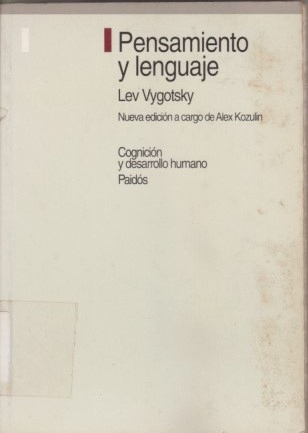 Pensamiento
y lenguaje
Lev Vygotsky
Nueva edición a cargo de Alex Kozulin
Cognición
y desarrollo humano
Paidós